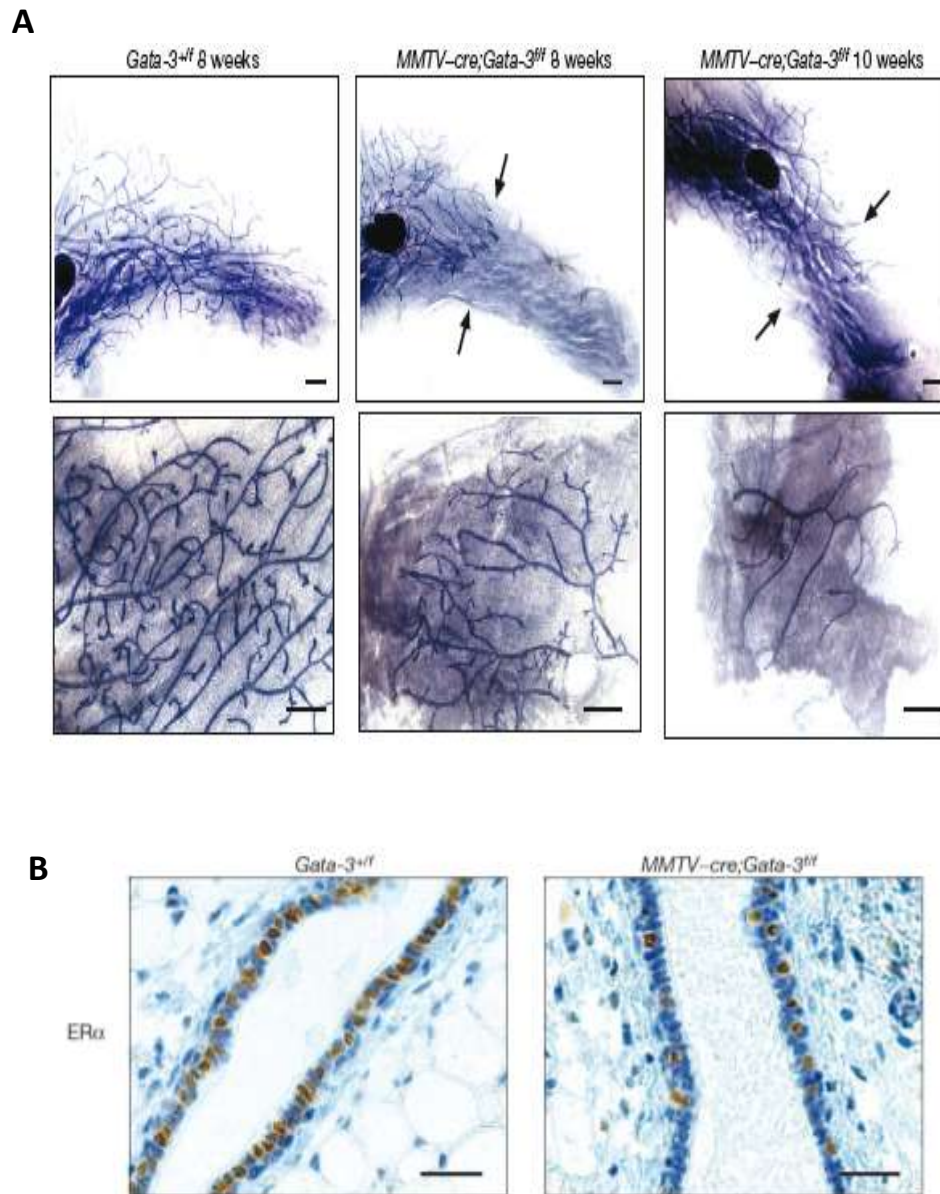 A
Gata-3+/f 8 weeks
MMTV–cre;Gata-3f/f 8 weeks
MMTV–cre;Gata-3f/f 10 weeks
B
Gata-3+/f
MMTV–cre;Gata-3f/f
ERα